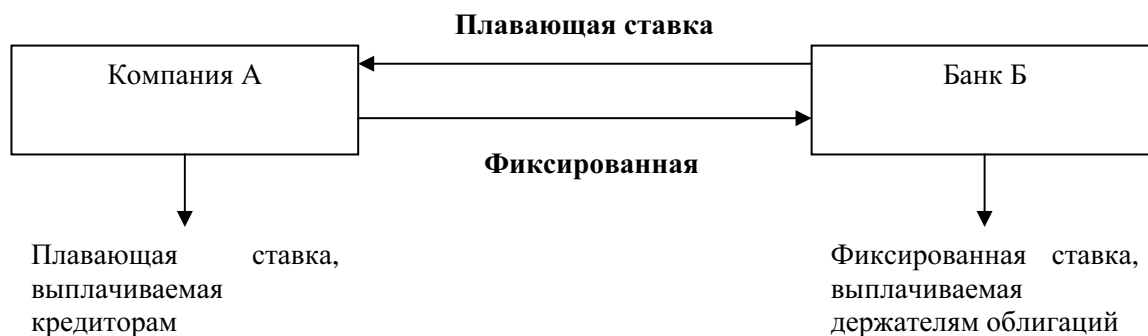 Плавающая ставка
Компания А
Банк Б
Фиксированная
Плавающая ставка,
выплачиваемая
кредиторам
Фиксированная ставка,
выплачиваемая
держателям облигаций